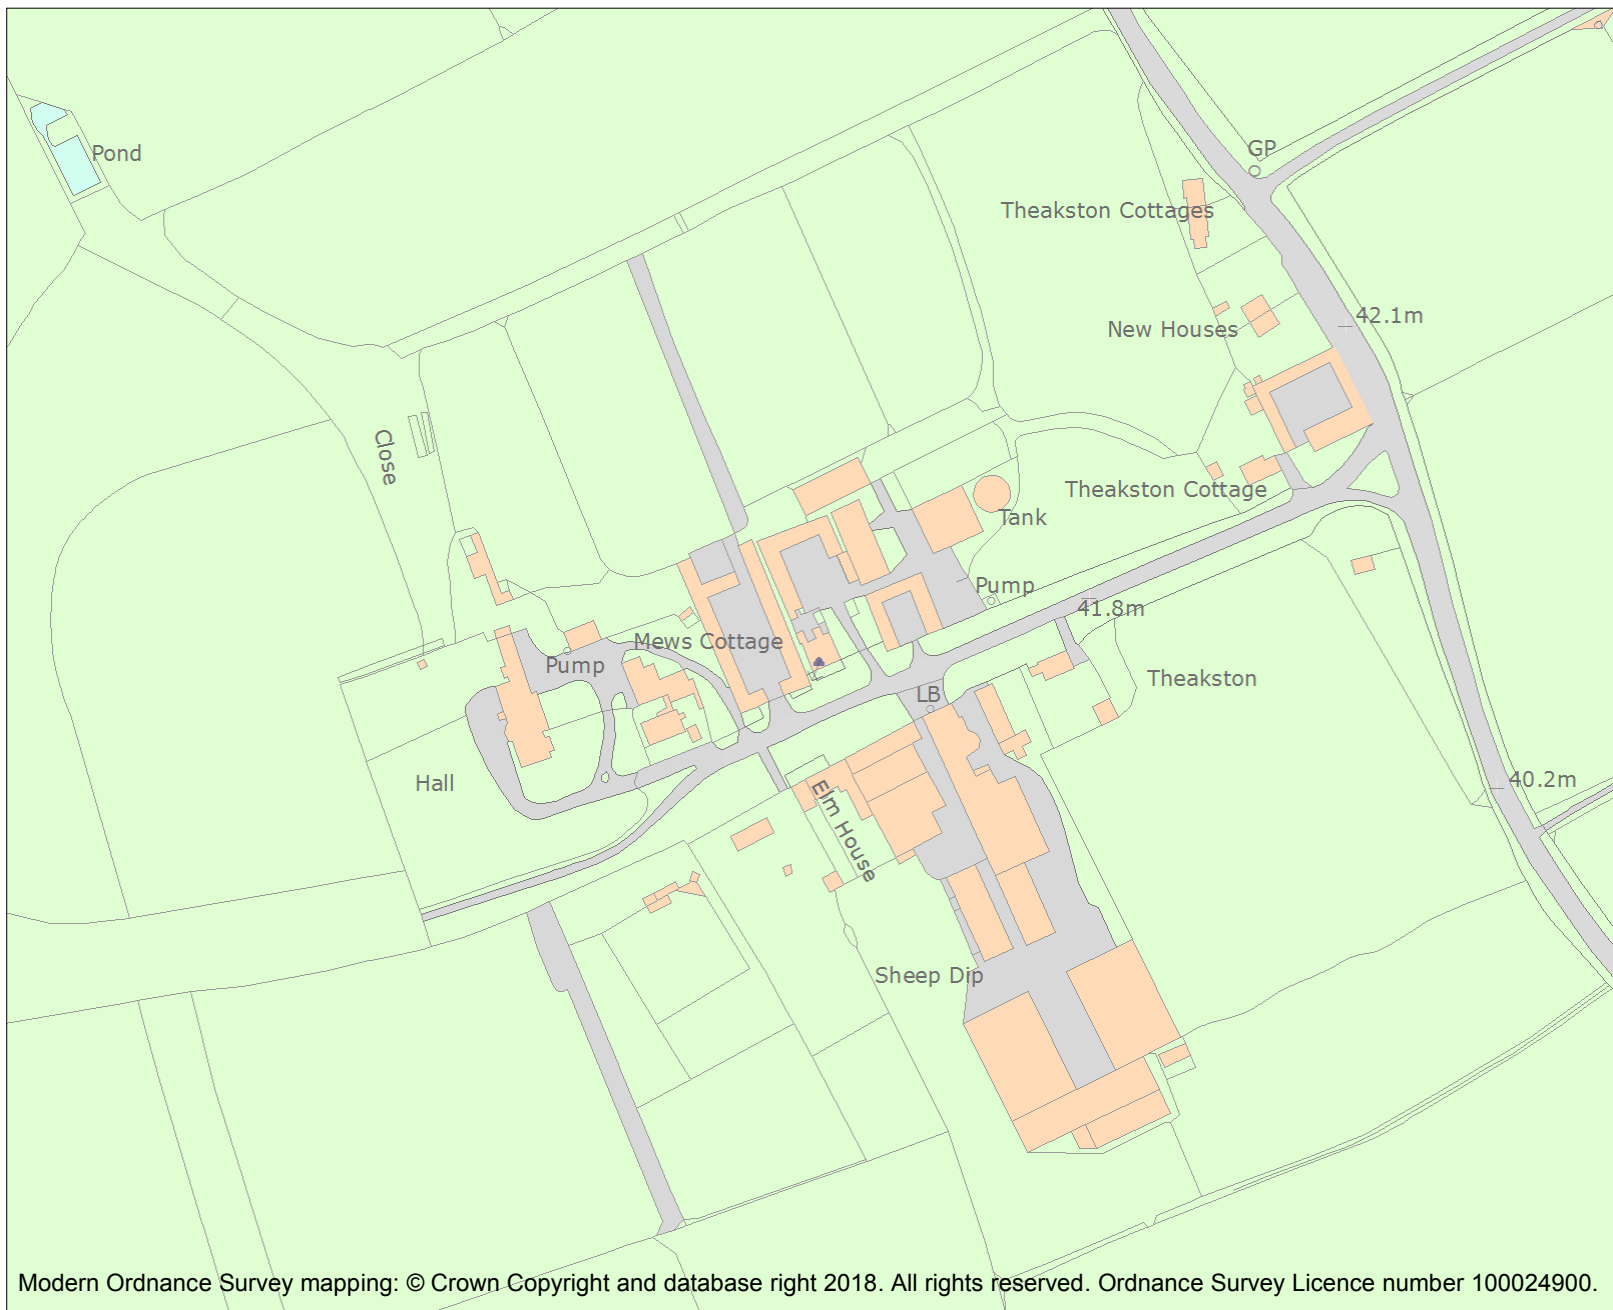 GP
Pond
Theakston Cottages
42.1m
New Houses
Close
Theakston Cottage
Tank
Pump
41.8m
Mews Cottage
Pump
Theakston
LB
Hall
40.2m
Elm House
Sheep Dip
Modern Ordnance Survey mapping: © Crown Copyright and database right 2018. All rights reserved. Ordnance Survey Licence number 100024900.